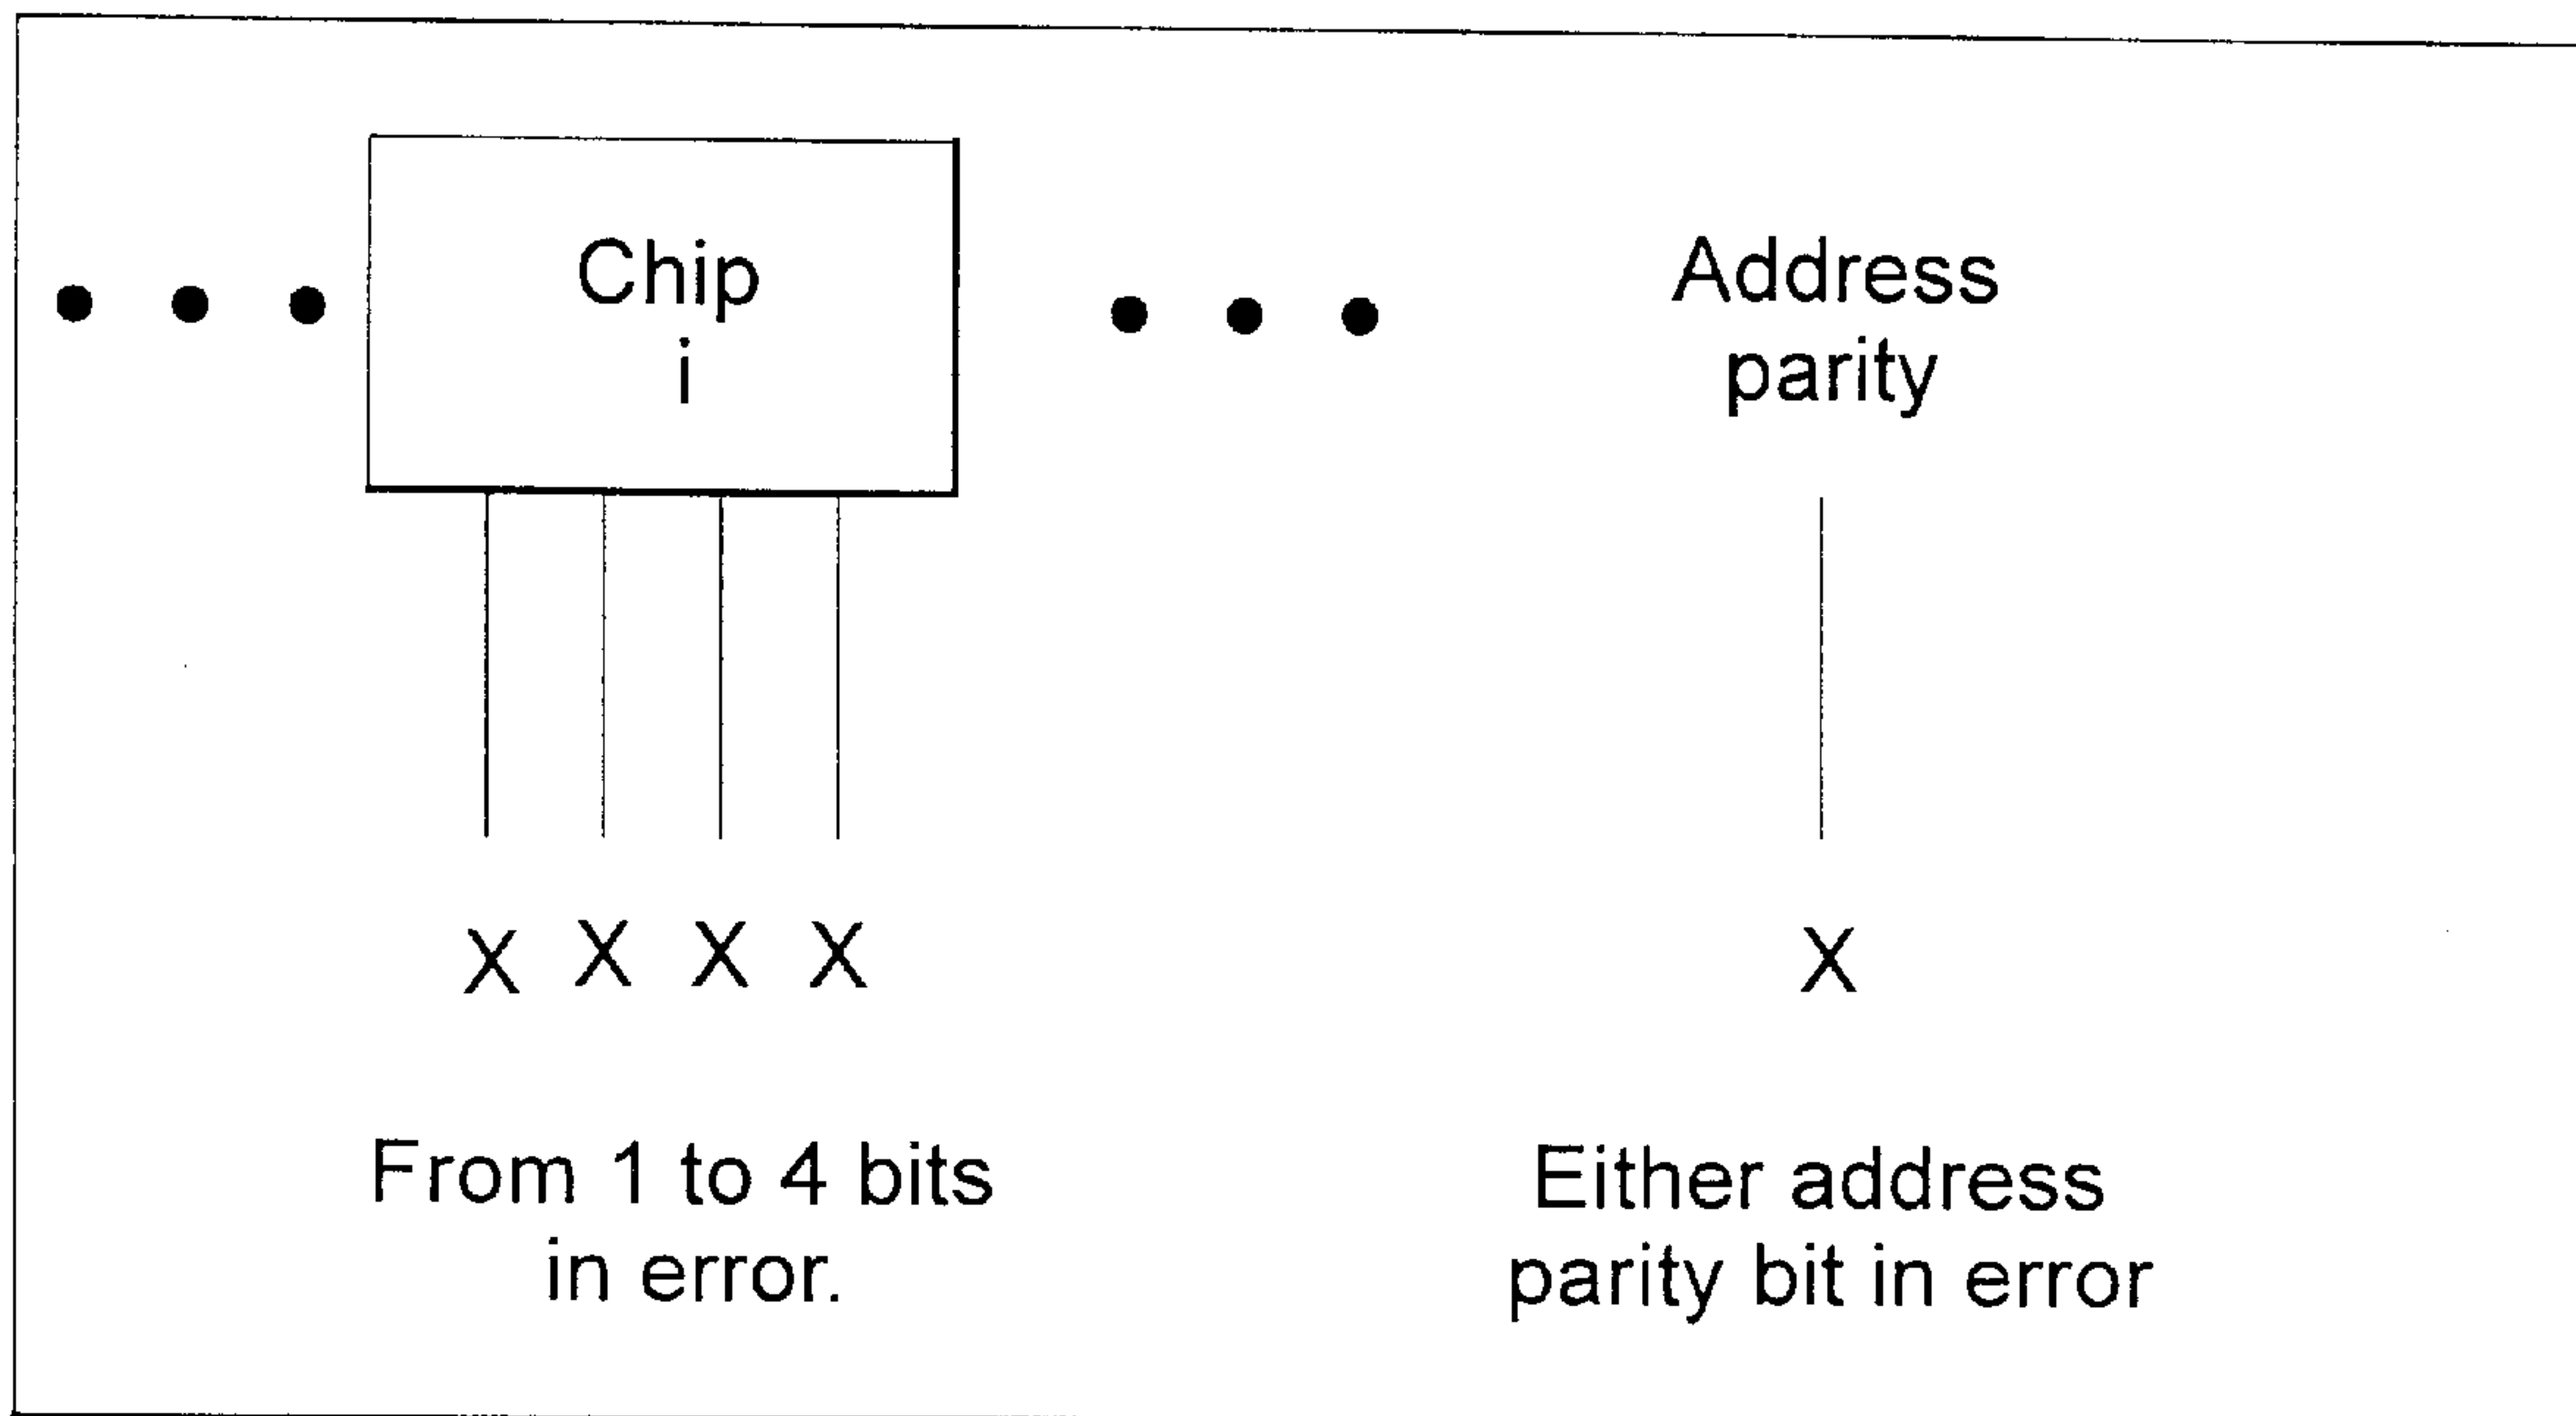 Chip
i
Address
parity
X X X X
X
From 1 to 4 bits
in error.
Either address
parity bit in error